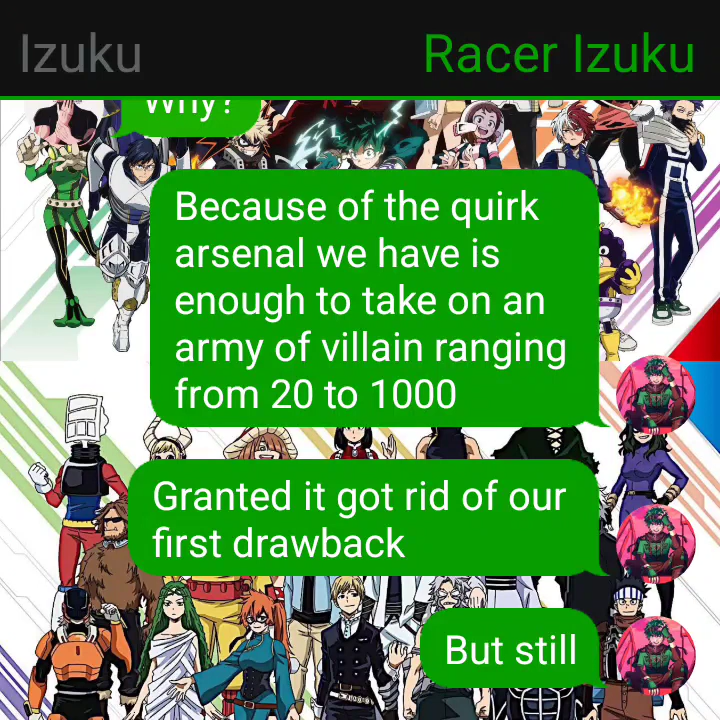 Izuku
Racer Izuku
Why?
Because of the quirk
arsenal we have is
enough to take on an
army of villain ranging
from 20 to 1000
Granted it got rid of our
first drawback
But still